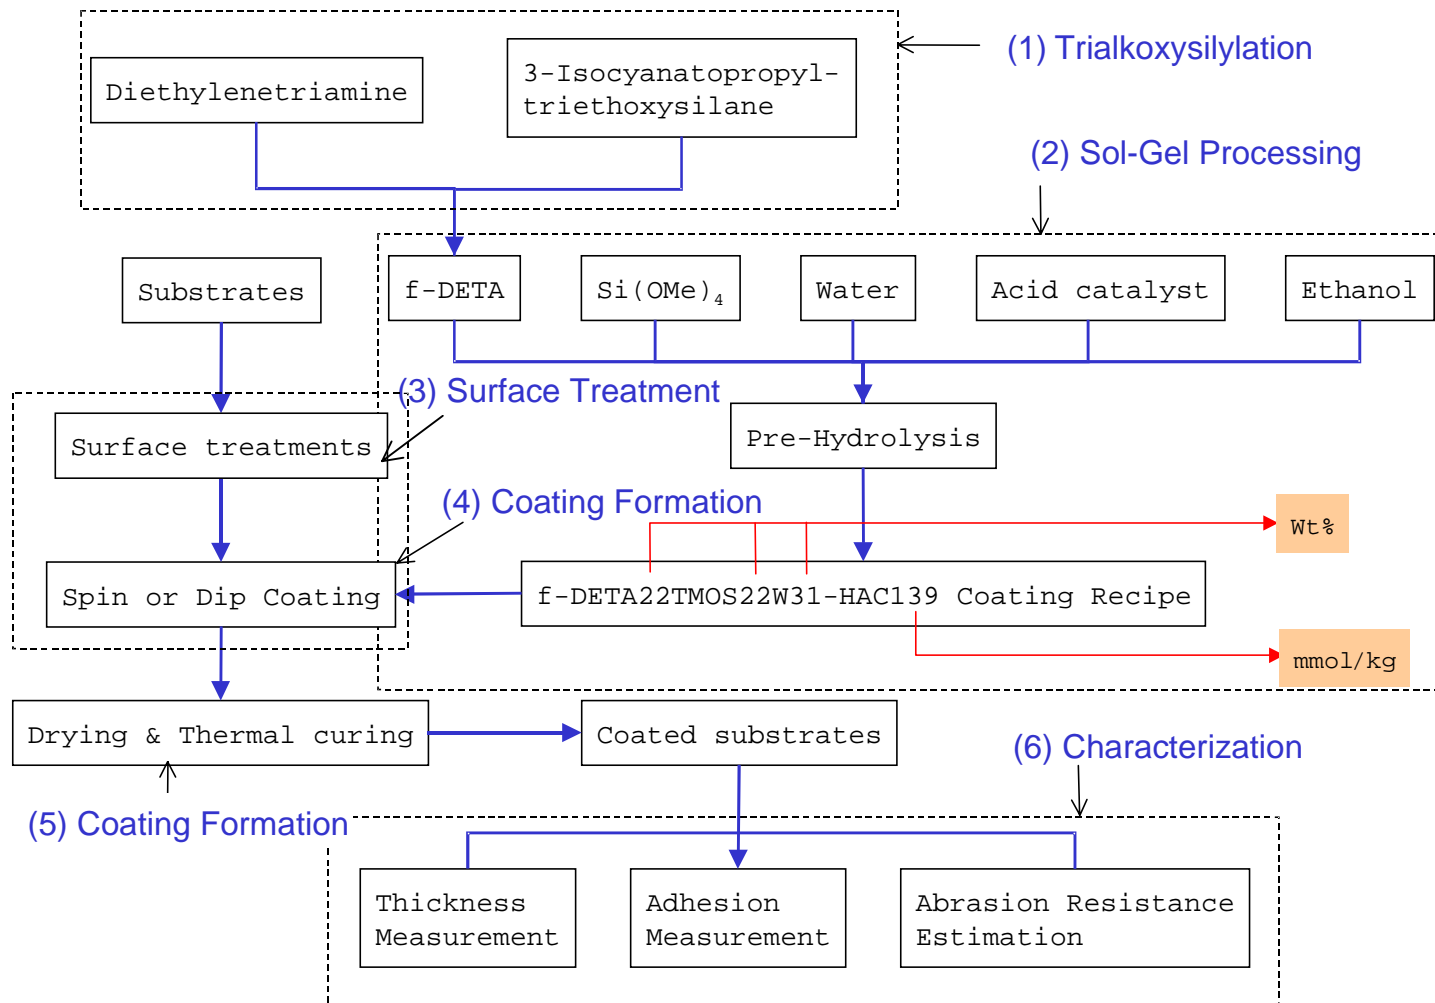 (1) Trialkoxysilylation
Diethylenetriamine
3-Isocyanatopropyl-
triethoxysilane
(2) Sol-Gel Processing
Substrates
f-DETA
Si(OMe)4
Water
Acid catalyst
Ethanol
(3) Surface Treatment
Surface treatments
Pre-Hydrolysis
(4) Coating Formation
Wt%
Spin or Dip Coating
f-DETA22TMOS22W31-HAC139 Coating Recipe
mmol/kg
Drying & Thermal curing
Coated substrates
(6) Characterization
(5) Coating Formation
Thickness
Measurement
Adhesion
Measurement
Abrasion Resistance
Estimation